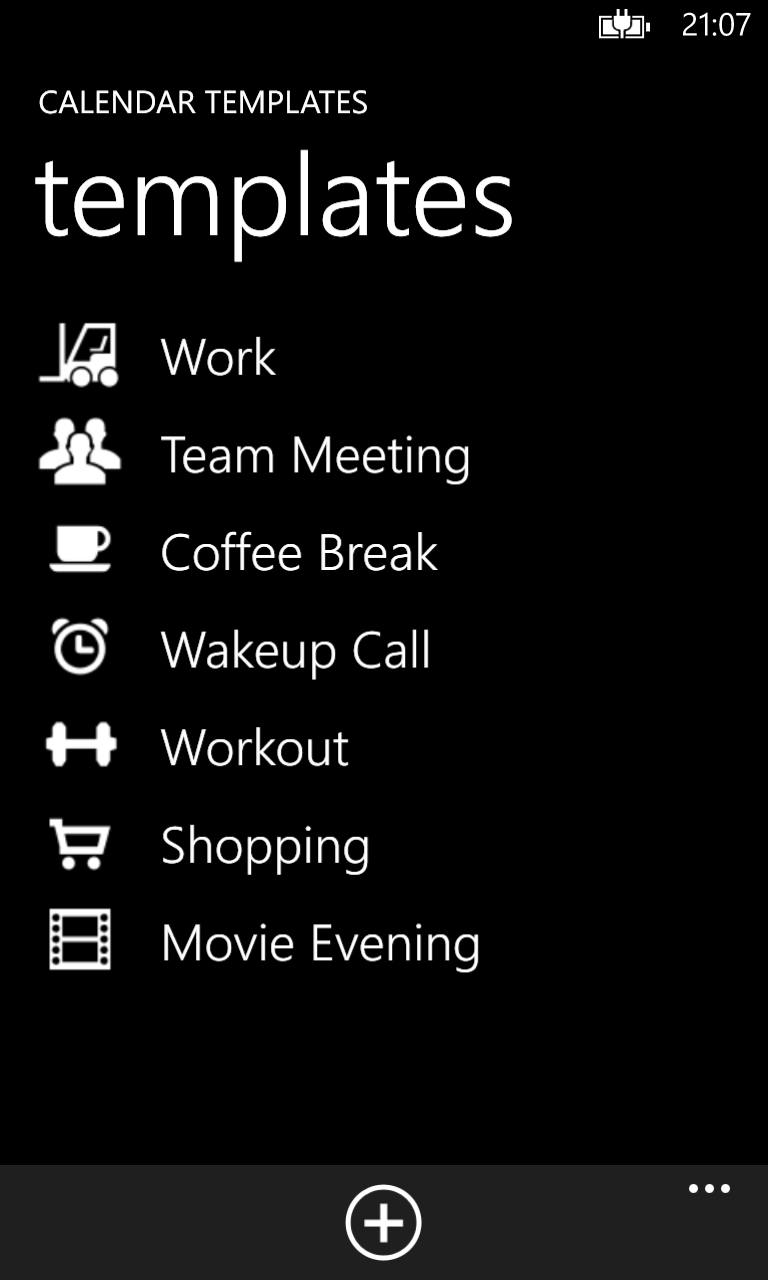 21:07
CALENDAR TEMPLATES
templates
Work
Team Meeting
Coffee Break
Wakeup Call
Workout
Shopping
Movie Evening